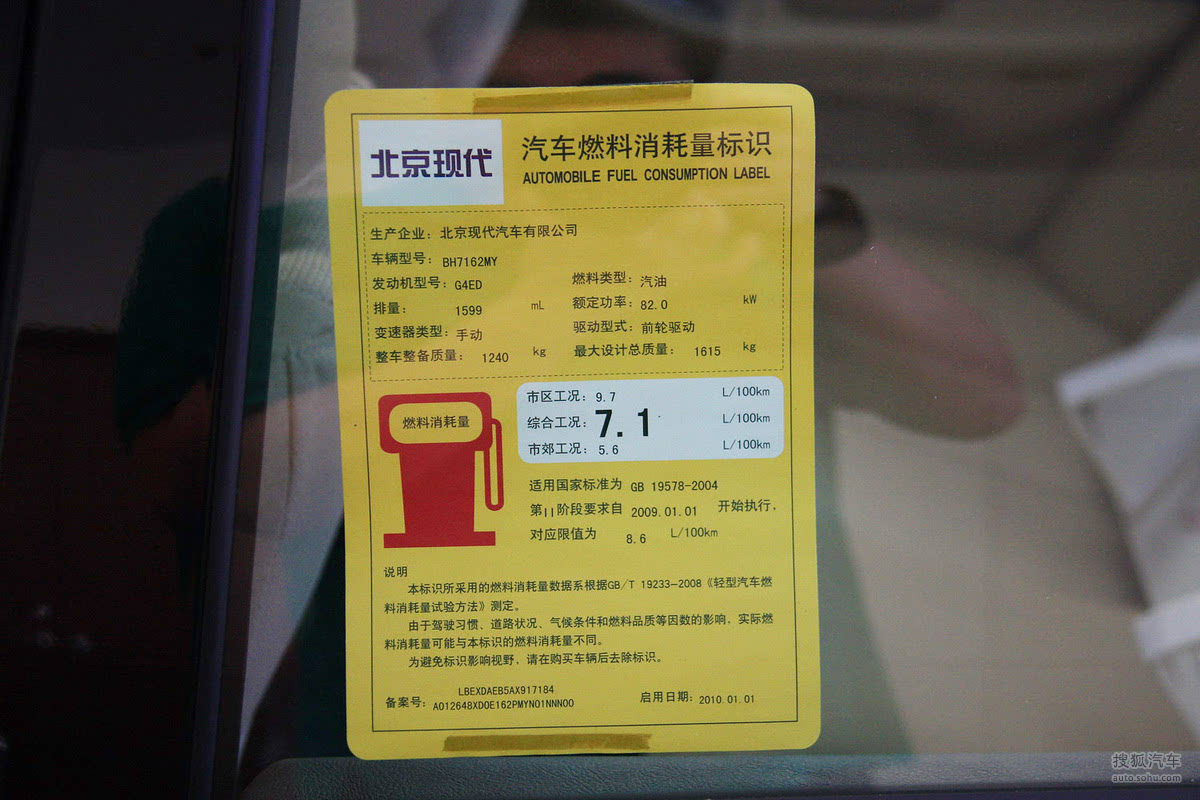 北京现代
汽车燃料消耗量标识
AUTOMOBILE FUEL CONSUMPTION LABEL
生产企业：北京现代汽车有限公司
车辆型号：BH7162MY
发动机型号：G4ED 燃料类型：汽油
排量： 1599 mL 额定功率：82.0 kW
变速器类型：手动 驱动型式：前轮驱动
整车整备质量： 1240 kg 最大设计总质量： 1615 kg
燃料消耗量
市区工况：9.7 L/100km
综合工况：7.1 L/100km
市郊工况：5.6 L/100km
适用国家标准为 GB 19578-2004
第II阶段要求自 2009.01.01 开始执行，
对应限值为 8.6 L/100km
说明
本标识所采用的燃料消耗量数据系根据GB/T 19233-2008《轻型汽车燃
料消耗量试验方法》测定。
由于驾驶习惯、道路状况、气候条件和燃料品质等因数的影响，实际燃
料消耗量可能与本标识的燃料消耗量不同。
为避免标识影响视野，请在购买车辆后去除标识。
备案号：LBEXDAEB5AX917184
A012648XD0E162PMYN01NNN00
启用日期：2010.01.01
搜狐汽车
auto.sohu.com